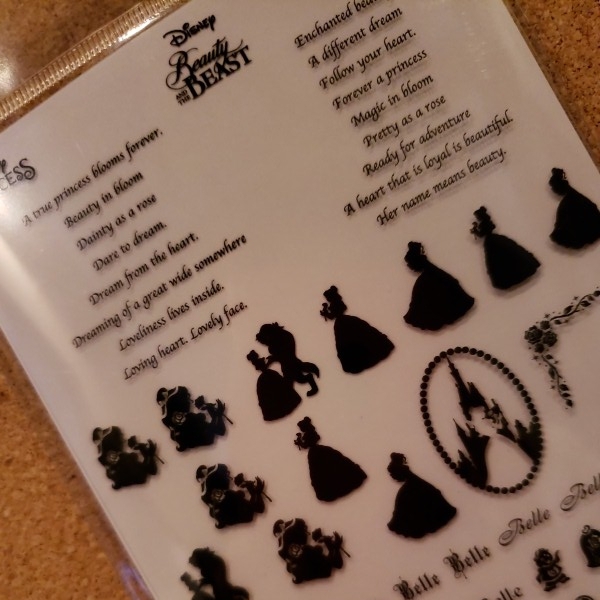 Disney
Beauty
AND THE
BEAST
CESS
A true princess blooms forever.
Beauty in bloom
Dainty as a rose
Dare to dream.
Dream from the heart.
Dreaming of a great wide somewhere
Loveliness lives inside.
Loving heart. Lovely face.
Enchanted beau
A different dream
Follow your heart.
Forever a princess
Magic in bloom
Pretty as a rose
Ready for adventure
A heart that is loyal is beautiful.
Her name means beauty.
Belle Belle Belle Belle
elle